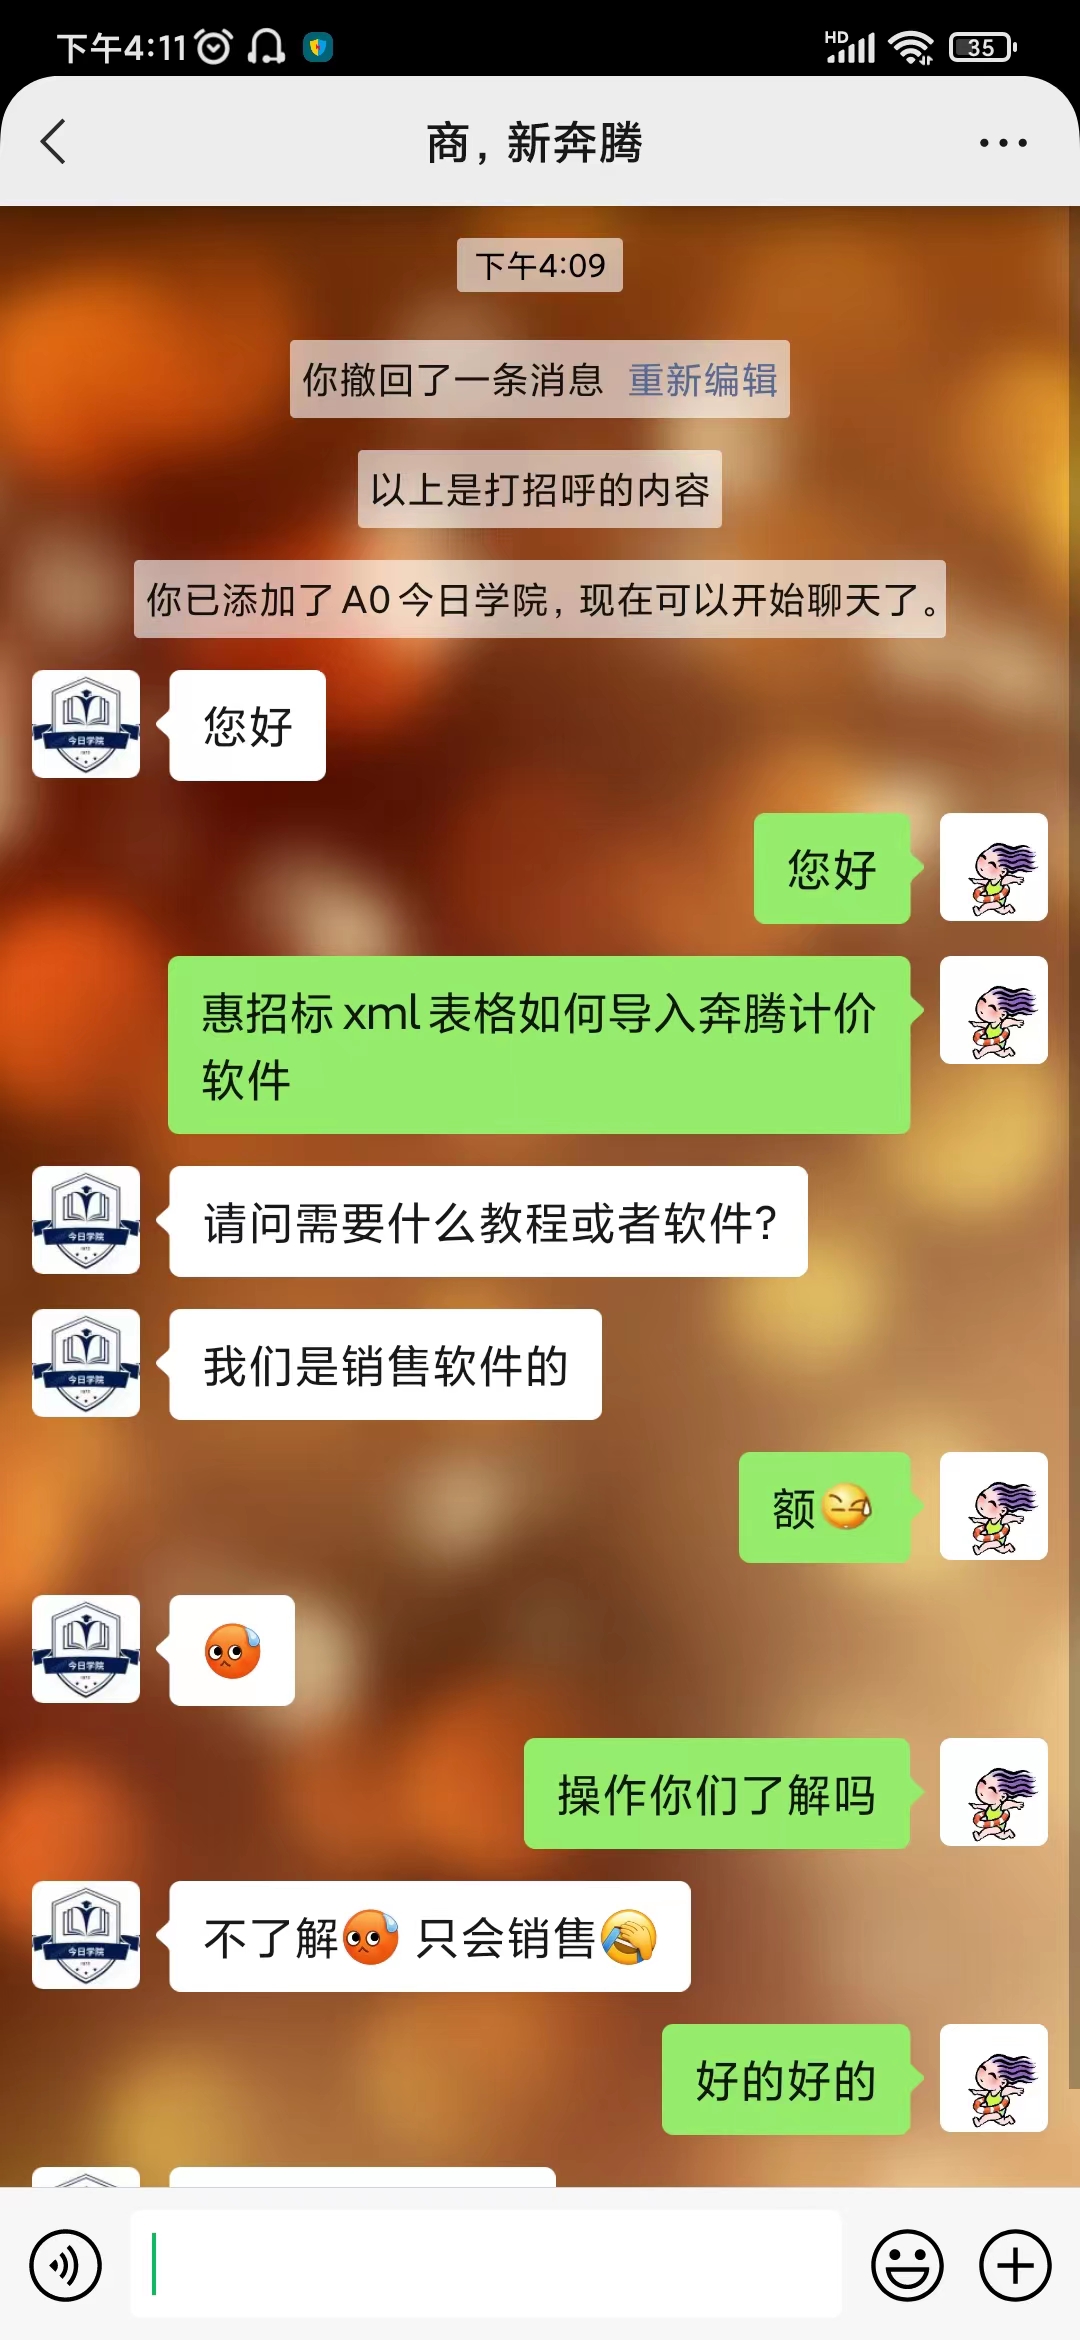 下午4:11
HD
35
商，新奔腾
下午4:09
你撤回了一条消息 重新编辑
以上是打招呼的内容
你已添加了A0今日学院，现在可以开始聊天了。
今日学院
您好
您好
惠招标xml表格如何导入奔腾计价
软件
今日学院
请问需要什么教程或者软件?
今日学院
我们是销售软件的
额
今日学院
操作你们了解吗
今日学院
不了解 只会销售
好的好的